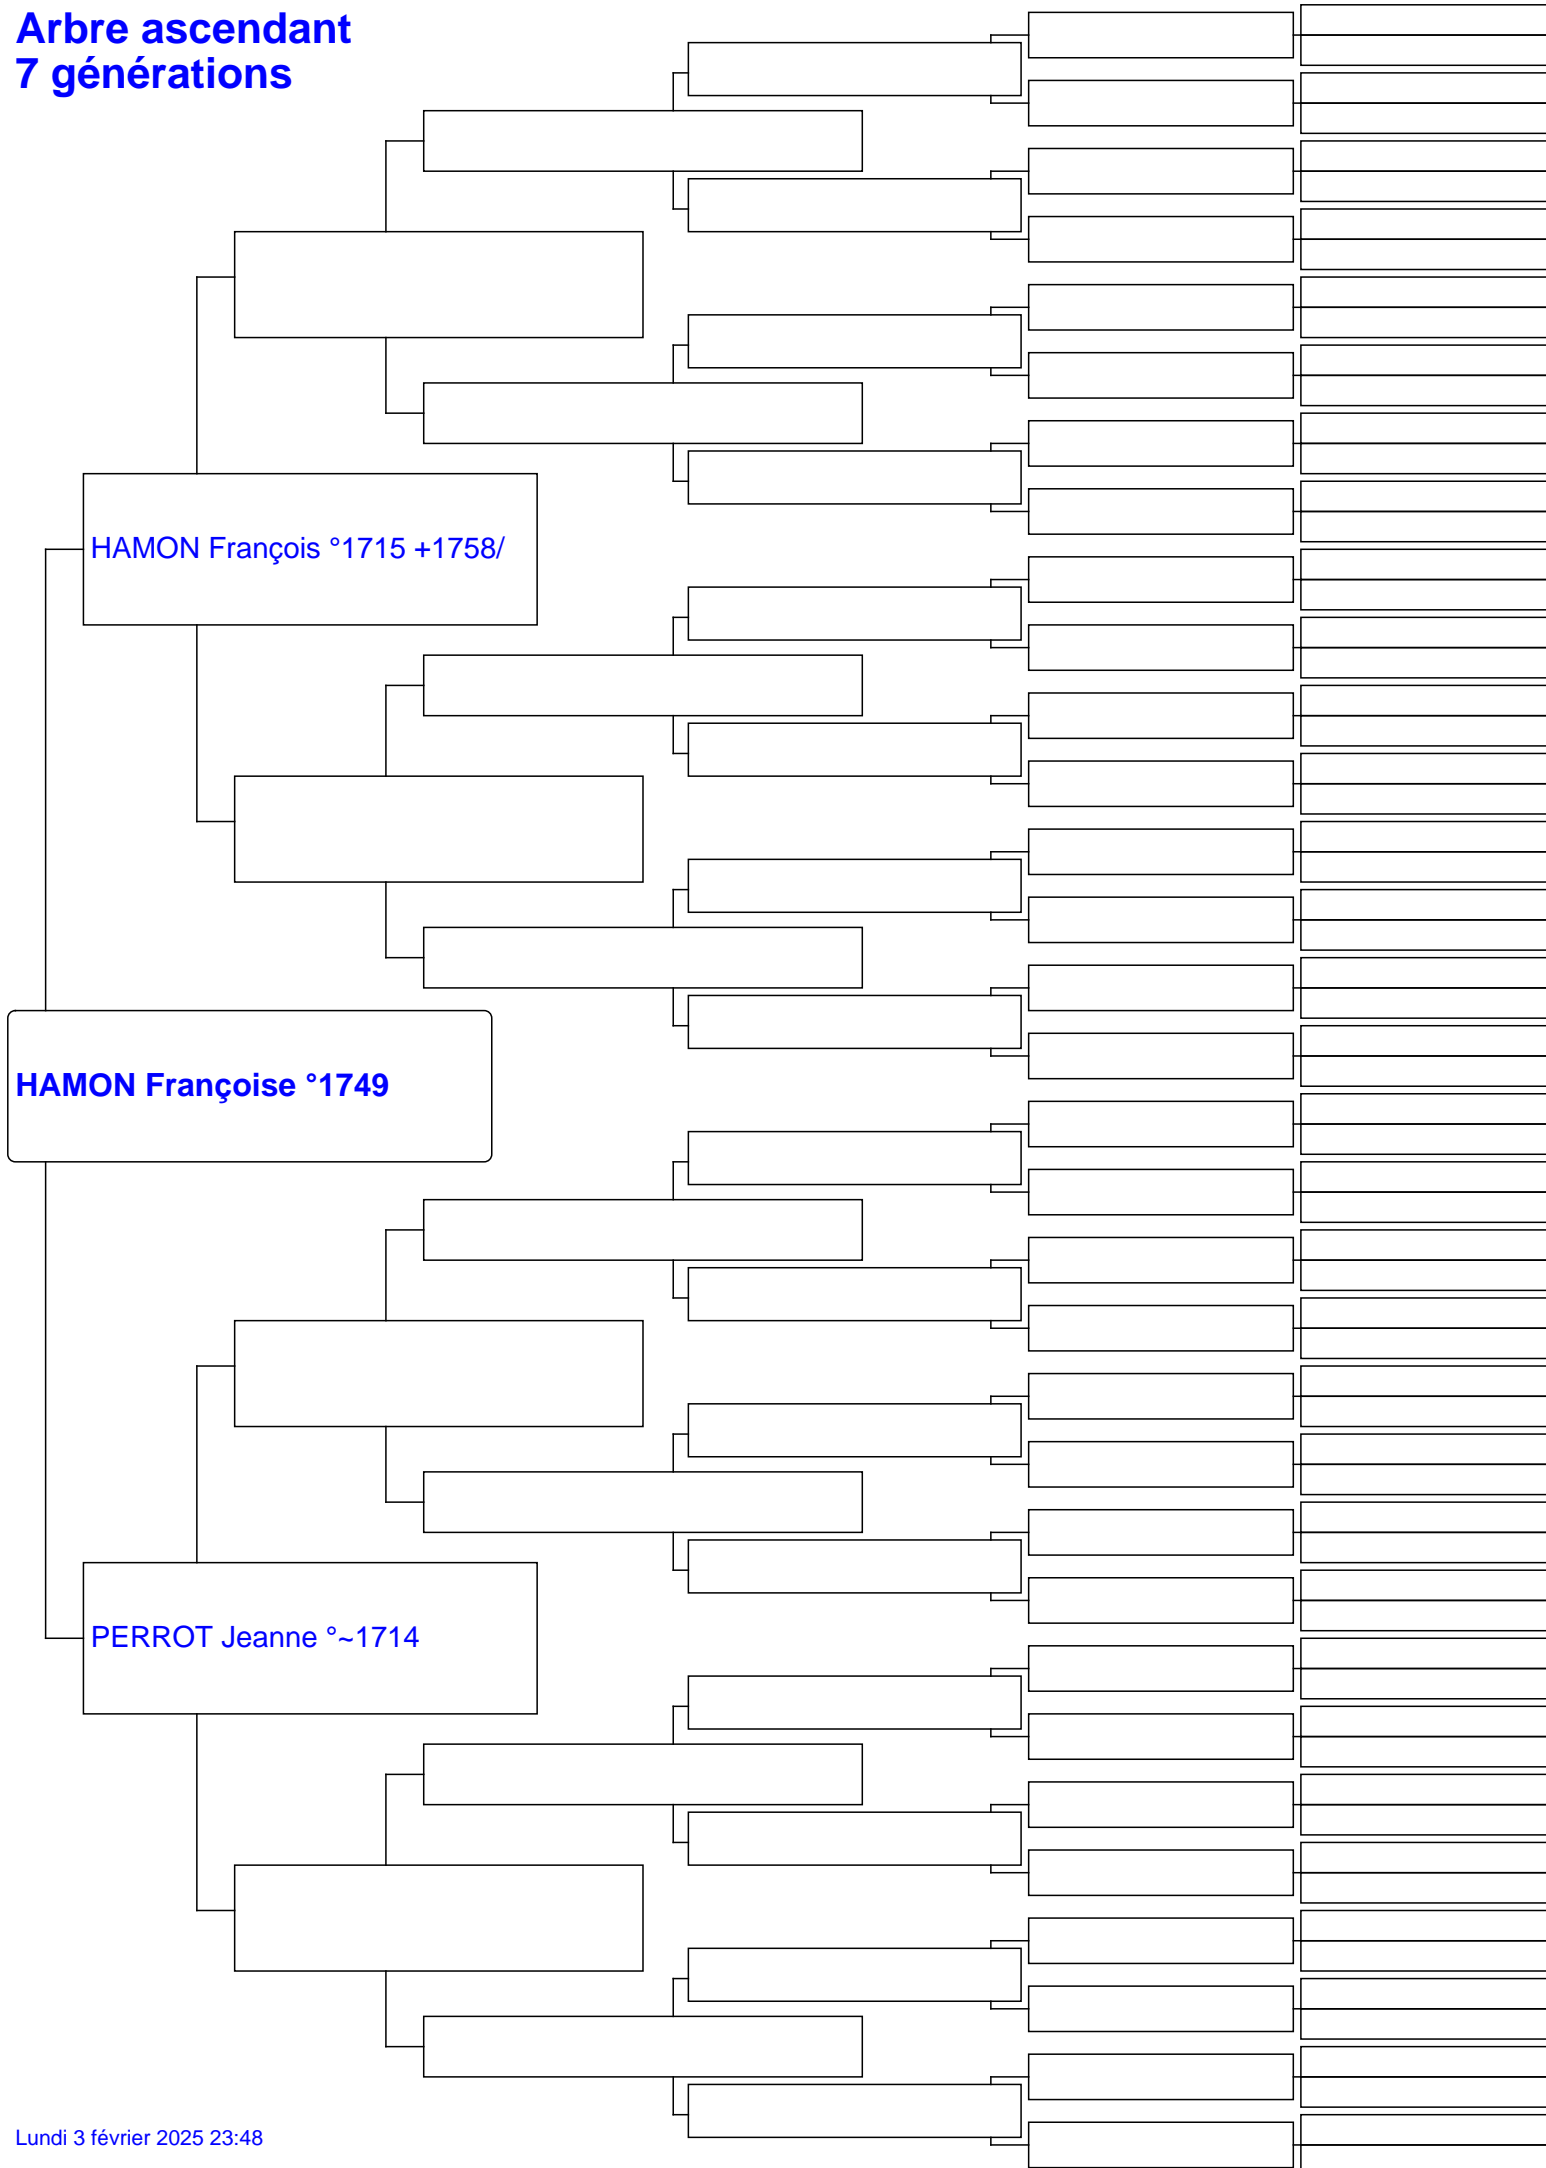 Arbre ascendant
7 générations
HAMON François °1715 +1758/
HAMON Françoise °1749
PERROT Jeanne °~1714
Lundi 3 février 2025 23:48